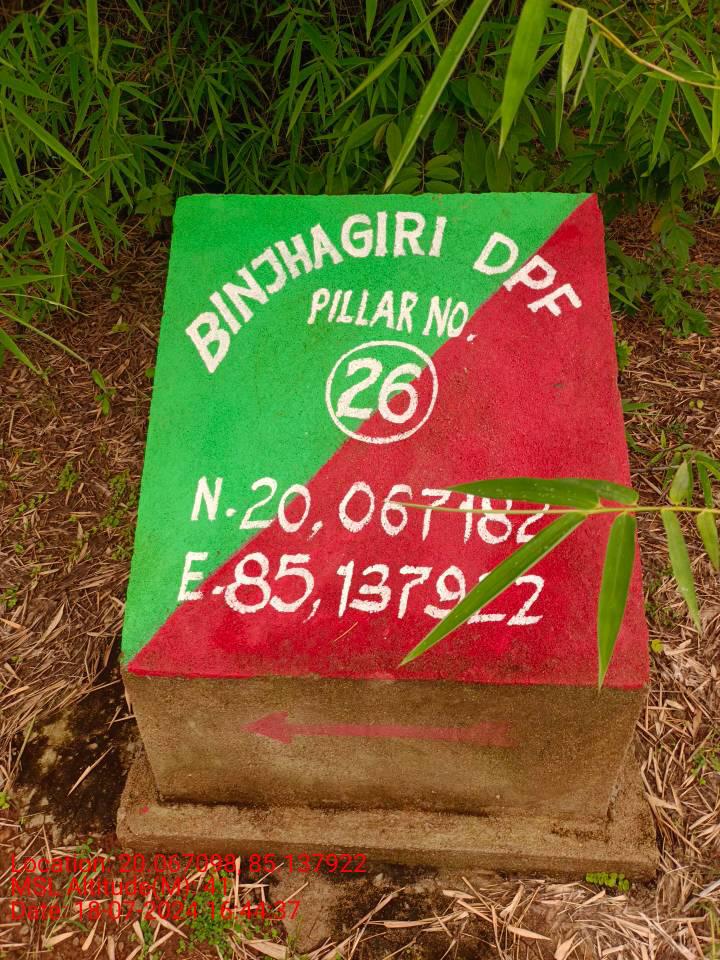 BINJHAGIRI DPF
PILLAR NO.
26
N.20,067182
E.85,137922
Location: 20.067098, 85.137922
MSL Altitude(M): 41
Date: 18-07-2024 16:44:37